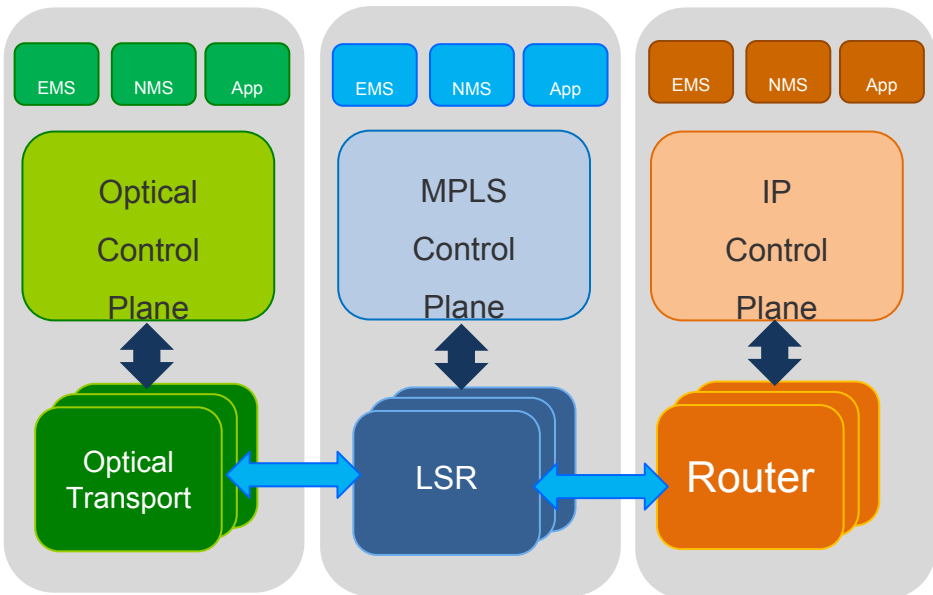 EMS NMS App
EMS NMS App
EMS NMS App
Optical
Control
Plane
MPLS
Control
Plane
IP
Control
Plane
Optical
Transport
LSR
Router